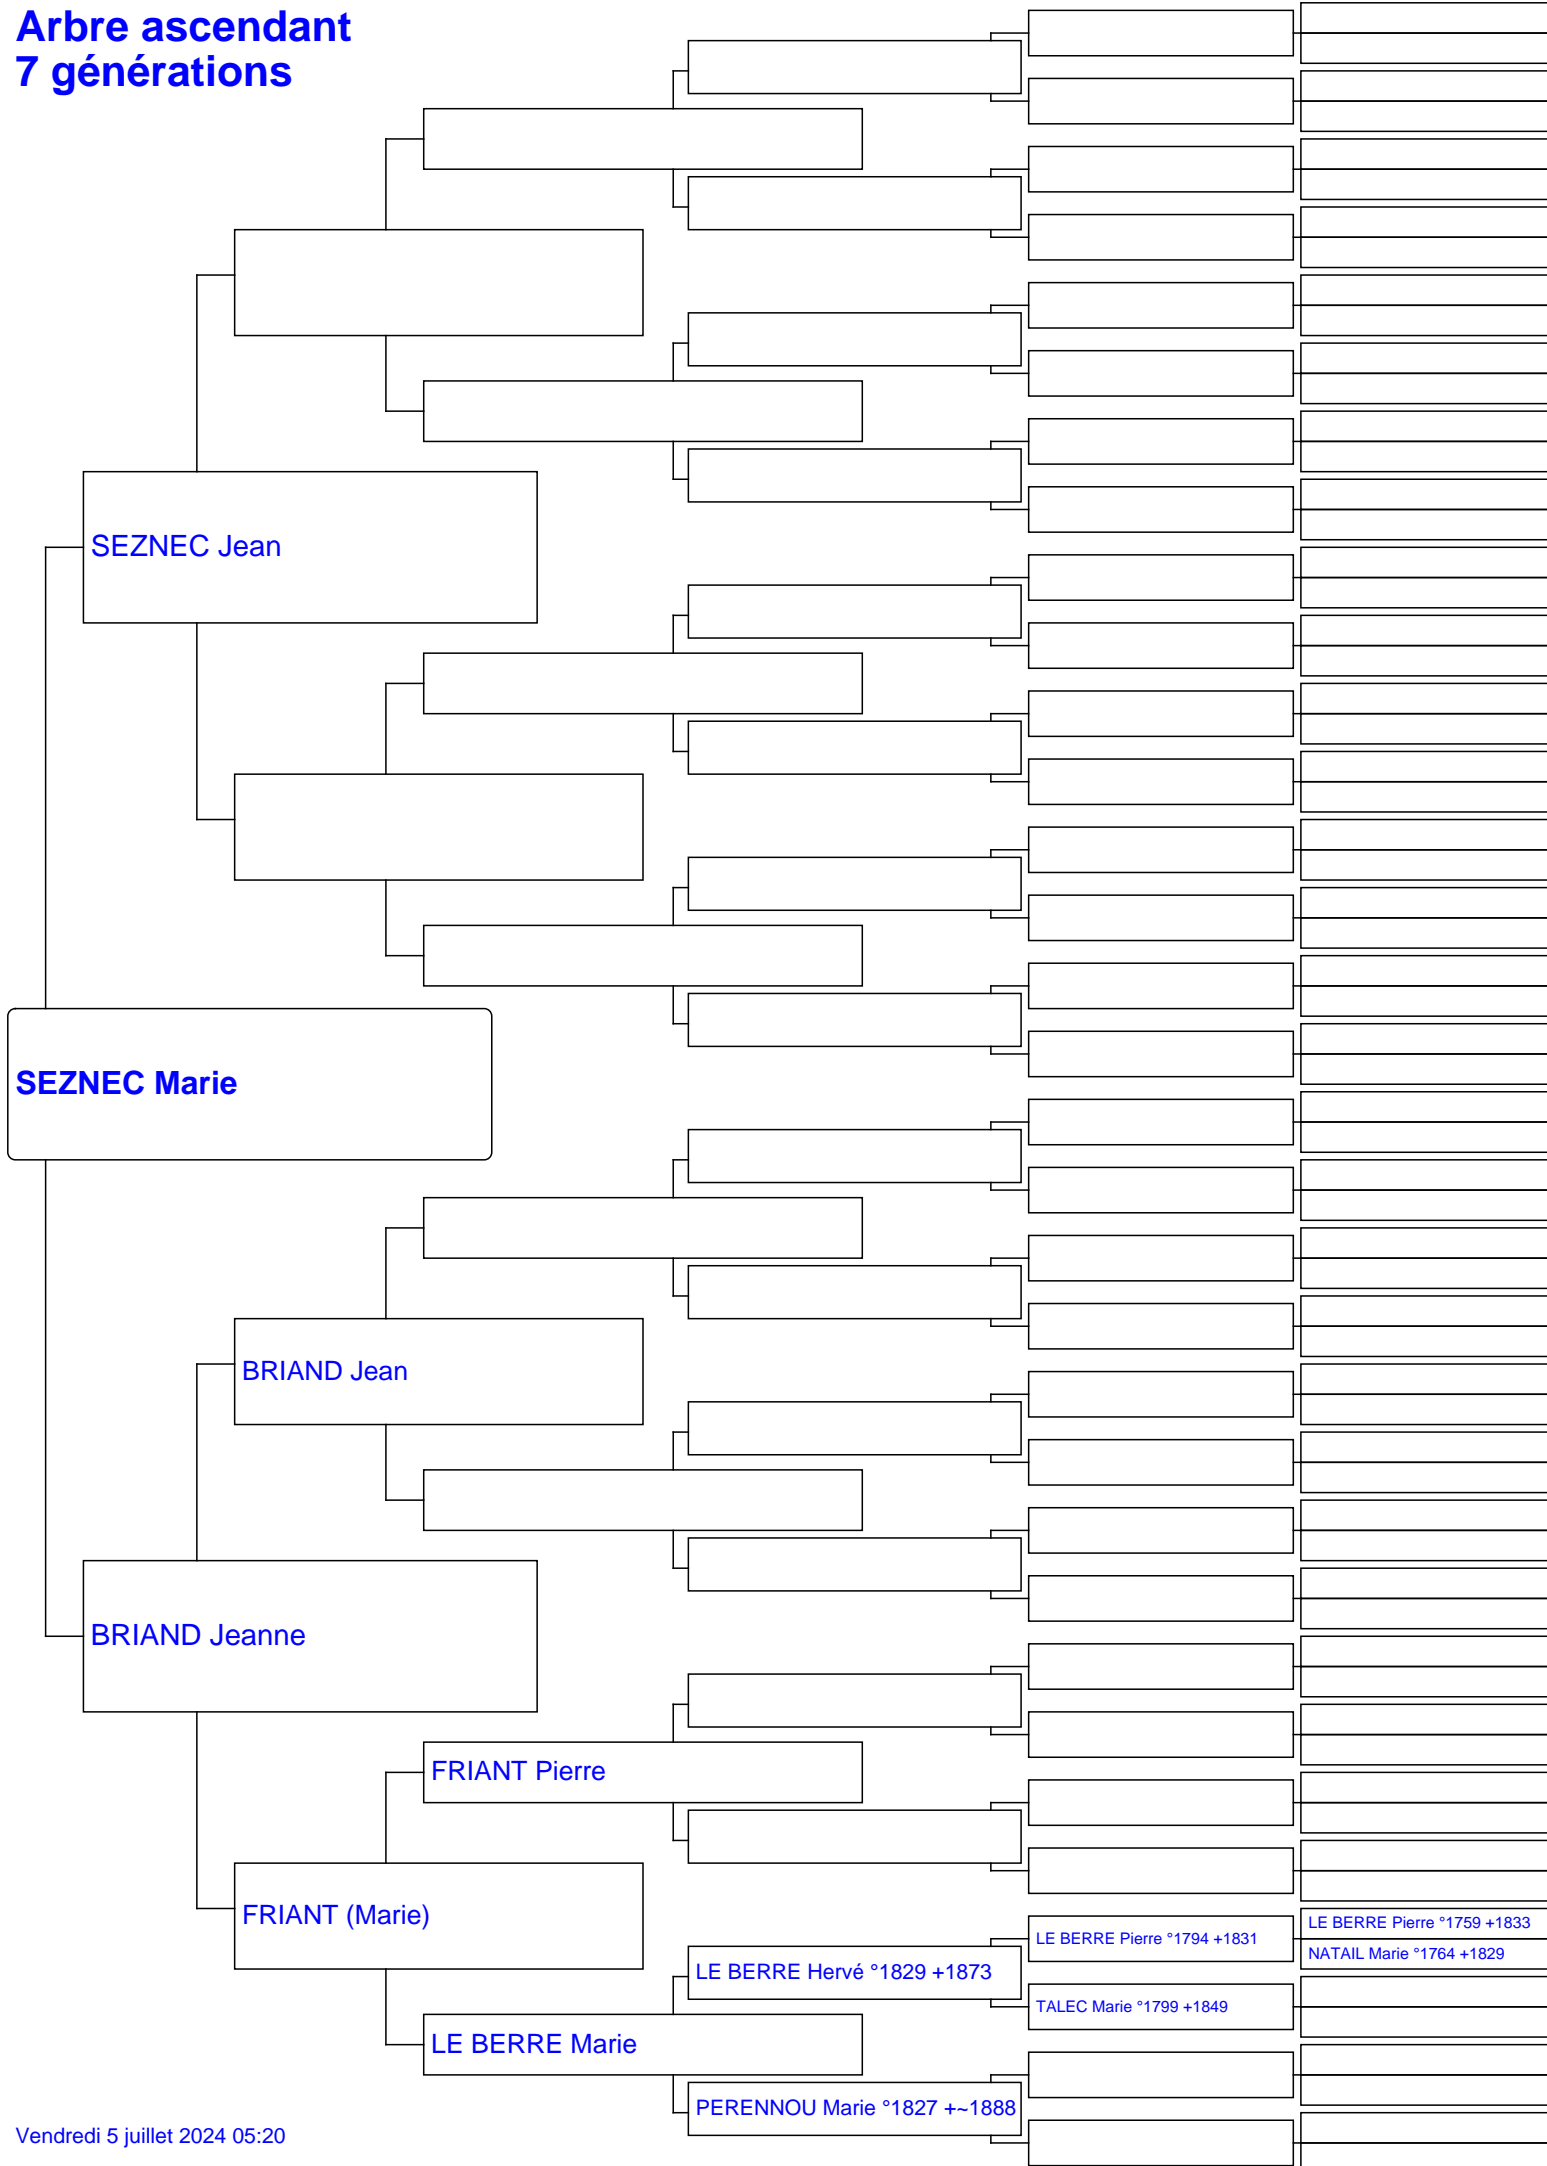 Arbre ascendant
7 générations
SEZNEC Jean
SEZNEC Marie
BRIAND Jean
BRIAND Jeanne
FRIANT Pierre
FRIANT (Marie)
LE BERRE Pierre °1759 +1833
LE BERRE Pierre °1794 +1831
NATAIL Marie °1764 +1829
LE BERRE Hervé °1829 +1873
TALEC Marie °1799 +1849
LE BERRE Marie
PERENNOU Marie °1827 +~1888
Vendredi 5 juillet 2024 05:20